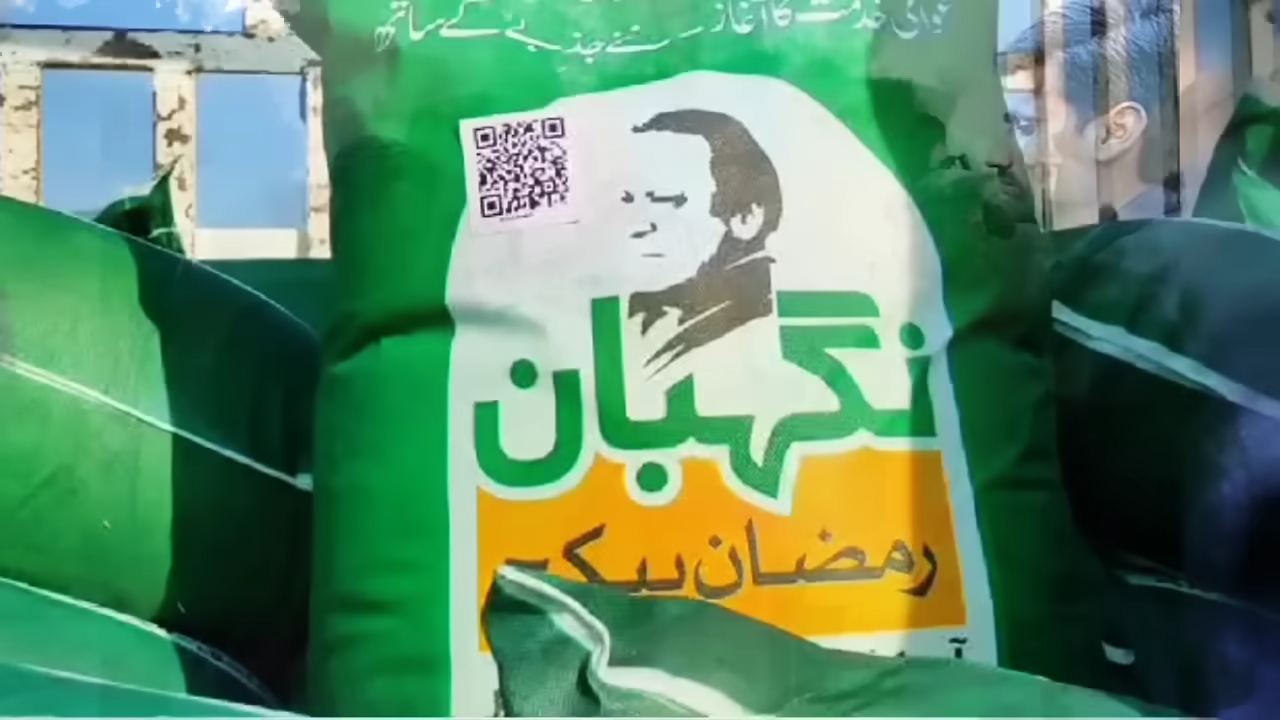 عوامی خدمت کا آغاز نئے جذبے کے ساتھ
نگہبان
رمضان پیکج